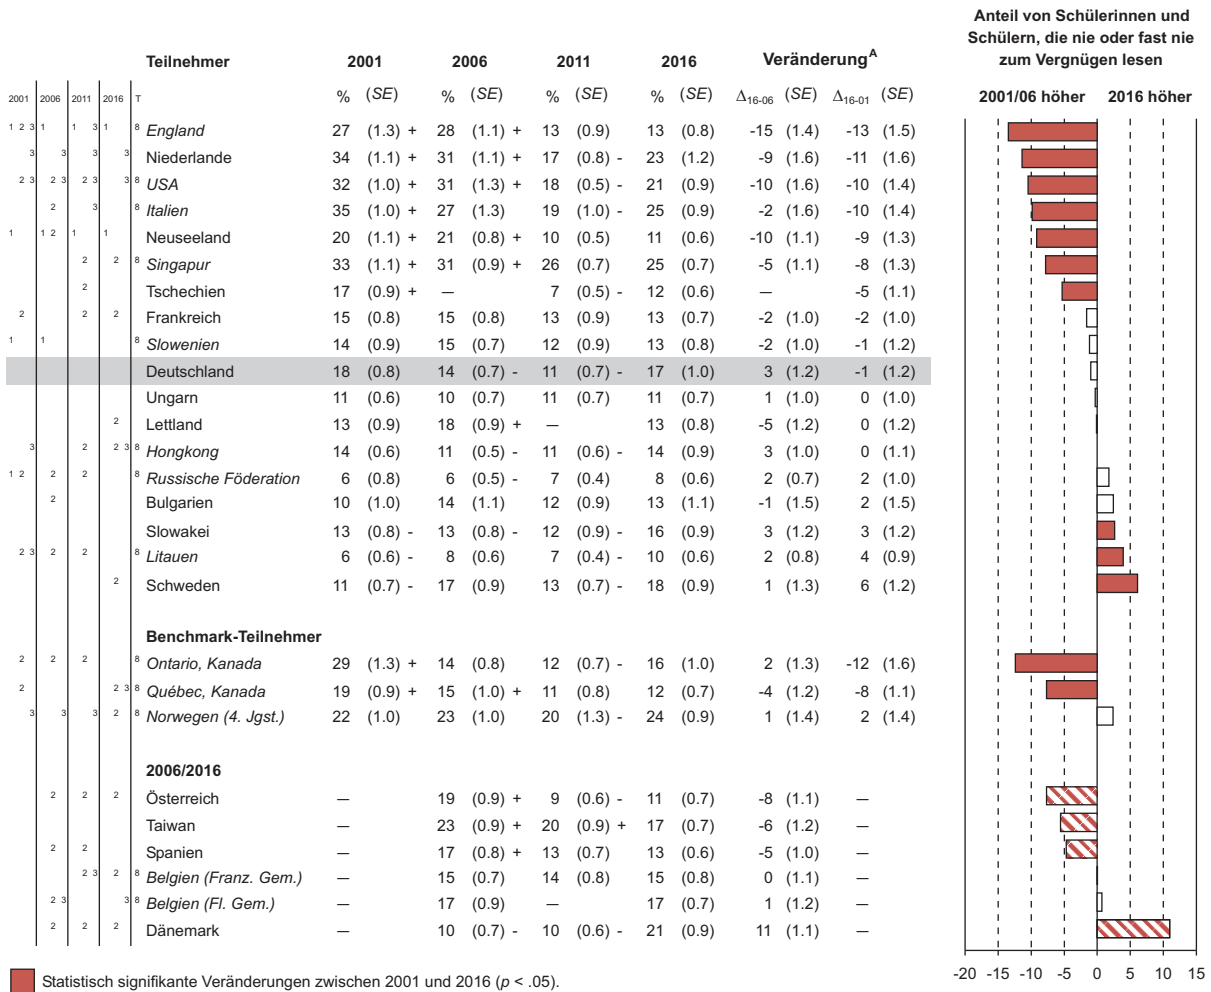 Anteil von Schülerinnen und
Schülern, die nie oder fast nie
zum Vergnügen lesen
Teilnehmer 2001 2006 2011 2016 Veränderung^A
2001 2006 2011 2016 T % (SE) % (SE) % (SE) % (SE) Δ16-06 (SE) Δ16-01 (SE) 2001/06 höher 2016 höher
1 2 3 1 1 3 1 8 England 27 (1.3) + 28 (1.1) + 13 (0.9) 13 (0.8) -15 (1.4) -13 (1.5)
3 3 3 3 Niederlande 34 (1.1) + 31 (1.1) + 17 (0.8) - 23 (1.2) -9 (1.6) -11 (1.6)
2 3 2 3 2 3 3 8 USA 32 (1.0) + 31 (1.3) + 18 (0.5) - 21 (0.9) -10 (1.6) -10 (1.4)
2 3 8 Italien 35 (1.0) + 27 (1.3) 19 (1.0) - 25 (0.9) -2 (1.6) -10 (1.4)
1 1 2 1 1 Neuseeland 20 (1.1) + 21 (0.8) + 10 (0.5) 11 (0.6) -10 (1.1) -9 (1.3)
2 2 8 Singapur 33 (1.1) + 31 (0.9) + 26 (0.7) 25 (0.7) -5 (1.1) -8 (1.3)
2 Tschechien 17 (0.9) + — 7 (0.5) - 12 (0.6) — -5 (1.1)
2 2 2 Frankreich 15 (0.8) 15 (0.8) 13 (0.9) 13 (0.7) -2 (1.0) -2 (1.0)
1 1 8 Slowenien 14 (0.9) 15 (0.7) 12 (0.9) 13 (0.8) -2 (1.0) -1 (1.2)
Deutschland 18 (0.8) 14 (0.7) - 11 (0.7) - 17 (1.0) 3 (1.2) -1 (1.2)
Ungarn 11 (0.6) 10 (0.7) 11 (0.7) 11 (0.7) 1 (1.0) 0 (1.0)
2 Lettland 13 (0.9) 18 (0.9) + — 13 (0.8) -5 (1.2) 0 (1.2)
3 2 2 3 8 Hongkong 14 (0.6) 11 (0.5) - 11 (0.6) - 14 (0.9) 3 (1.0) 0 (1.1)
1 2 2 2 8 Russische Föderation 6 (0.8) 6 (0.5) - 7 (0.4) 8 (0.6) 2 (0.7) 2 (1.0)
2 Bulgarien 10 (1.0) 14 (1.1) 12 (0.9) 13 (1.1) -1 (1.5) 2 (1.5)
Slowakei 13 (0.8) - 13 (0.8) - 12 (0.9) - 16 (0.9) 3 (1.2) 3 (1.2)
2 3 2 2 8 Litauen 6 (0.6) - 8 (0.6) 7 (0.4) - 10 (0.6) 2 (0.8) 4 (0.9)
2 Schweden 11 (0.7) - 17 (0.9) 13 (0.7) - 18 (0.9) 1 (1.3) 6 (1.2)
Benchmark-Teilnehmer
2 2 2 8 Ontario, Kanada 29 (1.3) + 14 (0.8) 12 (0.7) - 16 (1.0) 2 (1.3) -12 (1.6)
2 2 3 8 Québec, Kanada 19 (0.9) + 15 (1.0) + 11 (0.8) 12 (0.7) -4 (1.2) -8 (1.1)
3 3 3 2 8 Norwegen (4. Jgst.) 22 (1.0) 23 (1.0) 20 (1.3) - 24 (0.9) 1 (1.4) 2 (1.4)
2006/2016
2 2 2 Österreich — 19 (0.9) + 9 (0.6) - 11 (0.7) -8 (1.1) —
Taiwan — 23 (0.9) + 20 (0.9) + 17 (0.7) -6 (1.2) —
2 2 Spanien — 17 (0.8) + 13 (0.7) 13 (0.6) -5 (1.0) —
2 3 2 8 Belgien (Franz. Gem.) — 15 (0.7) 14 (0.8) 15 (0.8) 0 (1.1) —
2 3 3 8 Belgien (Fl. Gem.) — 17 (0.9) — 17 (0.7) 1 (1.2) —
2 2 2 Dänemark — 10 (0.7) - 10 (0.6) - 21 (0.9) 11 (1.1) —
-20 -15 -10 -5 0 5 10 15
Statistisch signifikante Veränderungen zwischen 2001 und 2016 (p < .05).